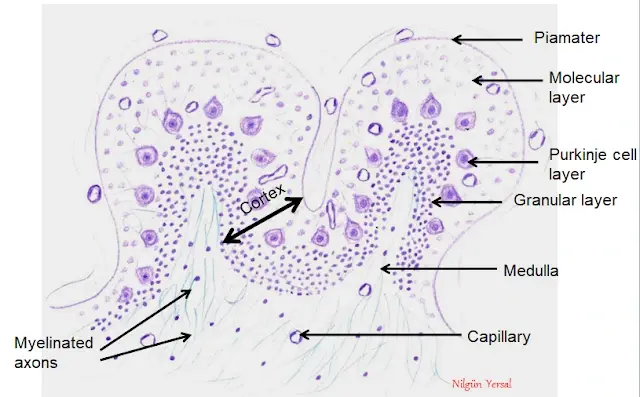 Piamater
Molecular
layer
Purkinje cell
layer
Cortex
Granular layer
Medulla
Myelinated
axons
Capillary
Nilgün Yersal